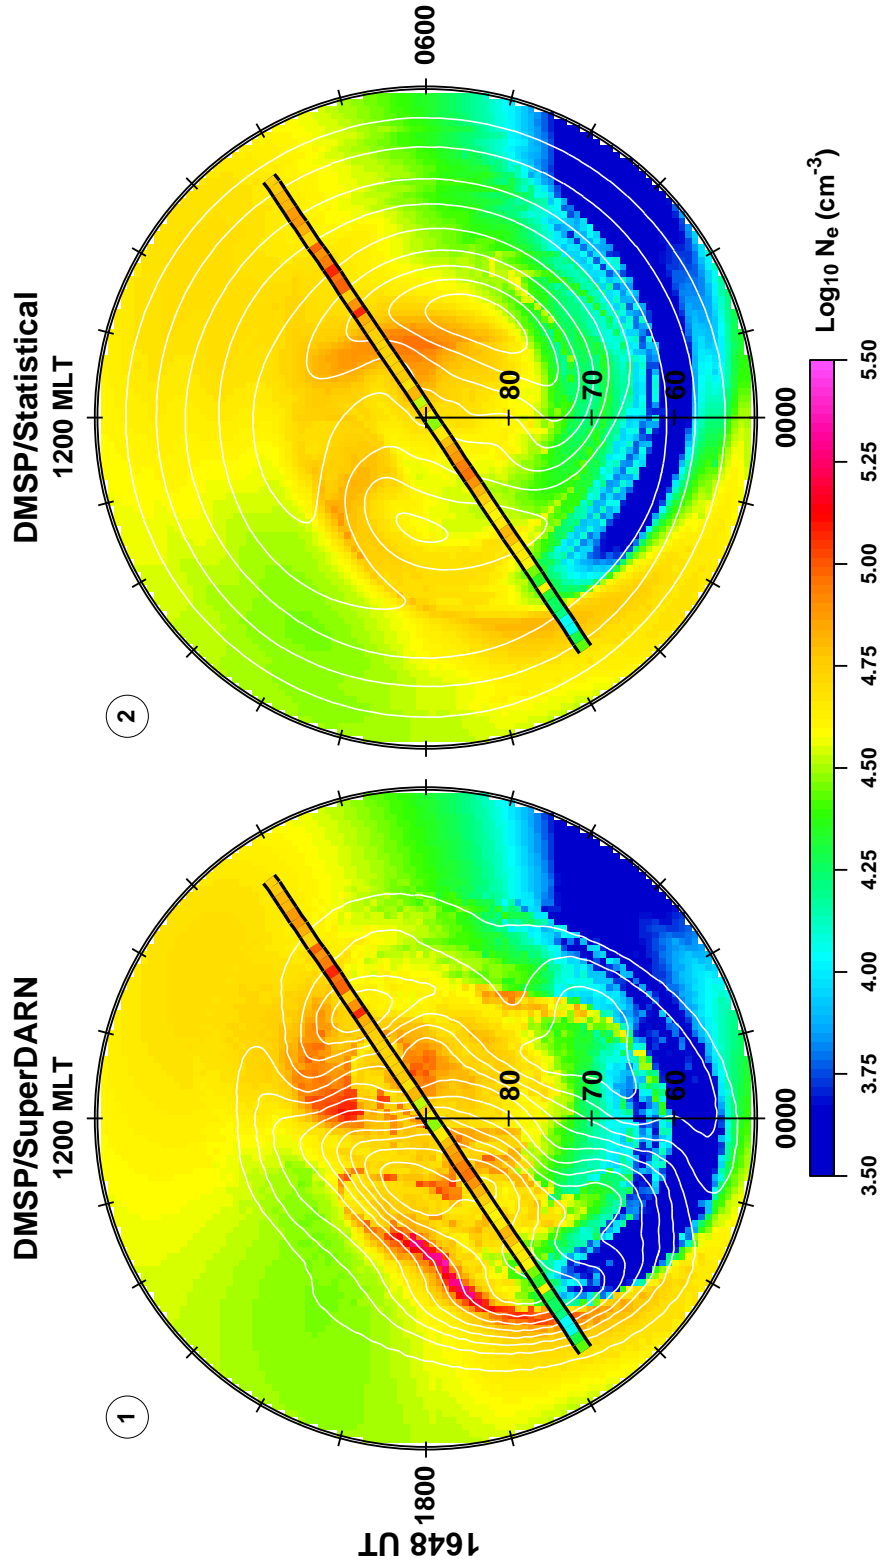 DMSP/SuperDARN
1200 MLT
DMSP/Statistical
1200 MLT
1
2
1648 UT
1800
0600
80
70
60
0000
80
70
60
0000
3.50 3.75 4.00 4.25 4.50 4.75 5.00 5.25 5.50
Log10 Ne (cm-3)